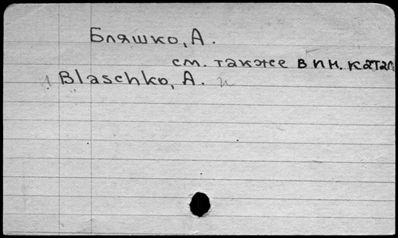 Бляшко, А.
см. также в ин. катал.
Blaschko, A.